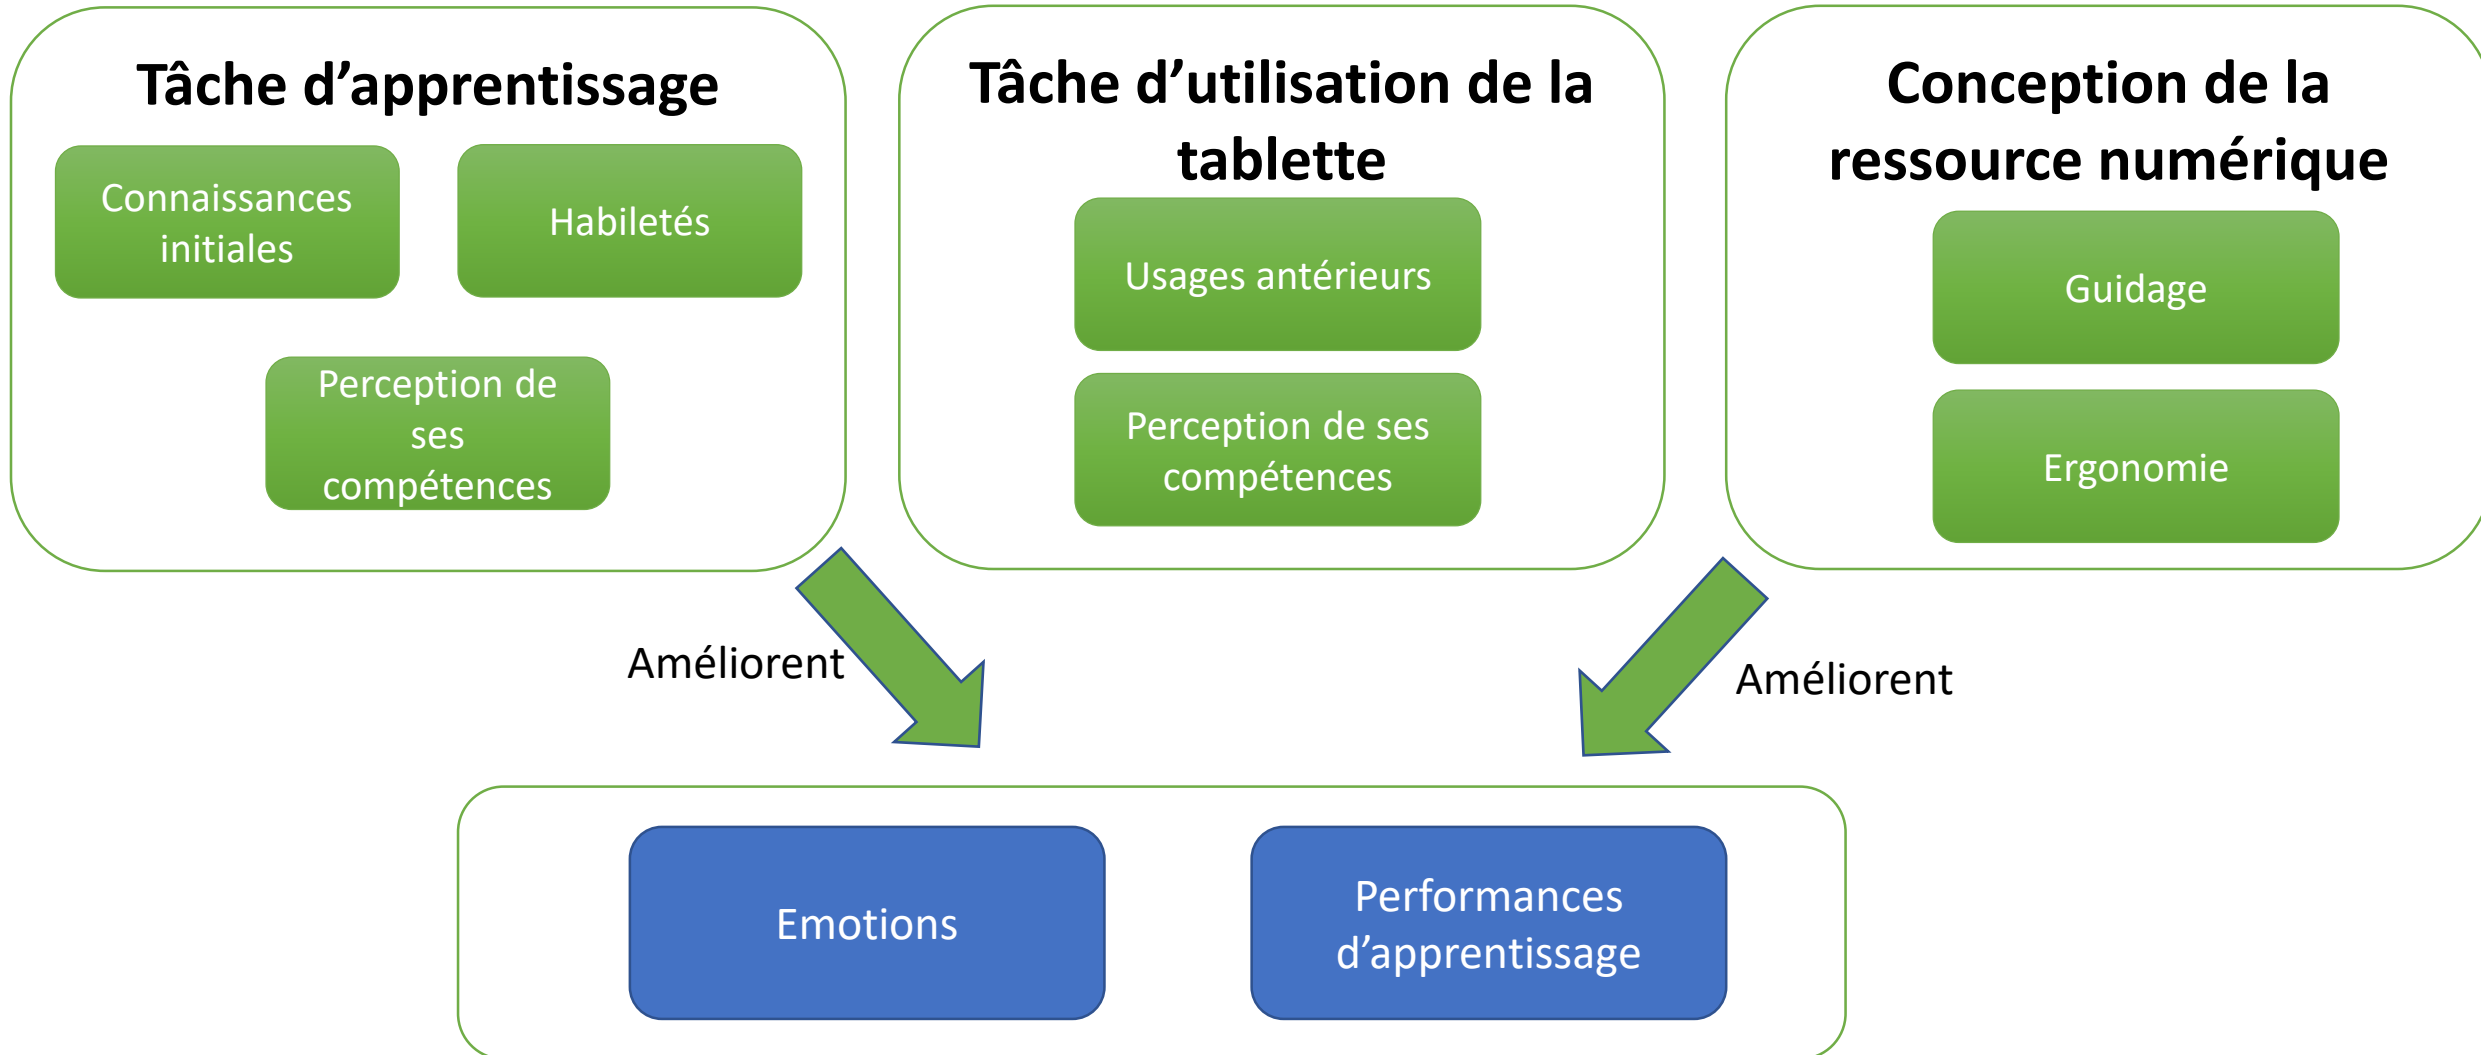 Tâche d’apprentissage
Connaissances
initiales
Habiletés
Perception de
ses
compétences
Tâche d’utilisation de la
tablette
Usages antérieurs
Perception de ses
compétences
Conception de la
ressource numérique
Guidage
Ergonomie
Améliorent
Améliorent
Emotions
Performances
d’apprentissage